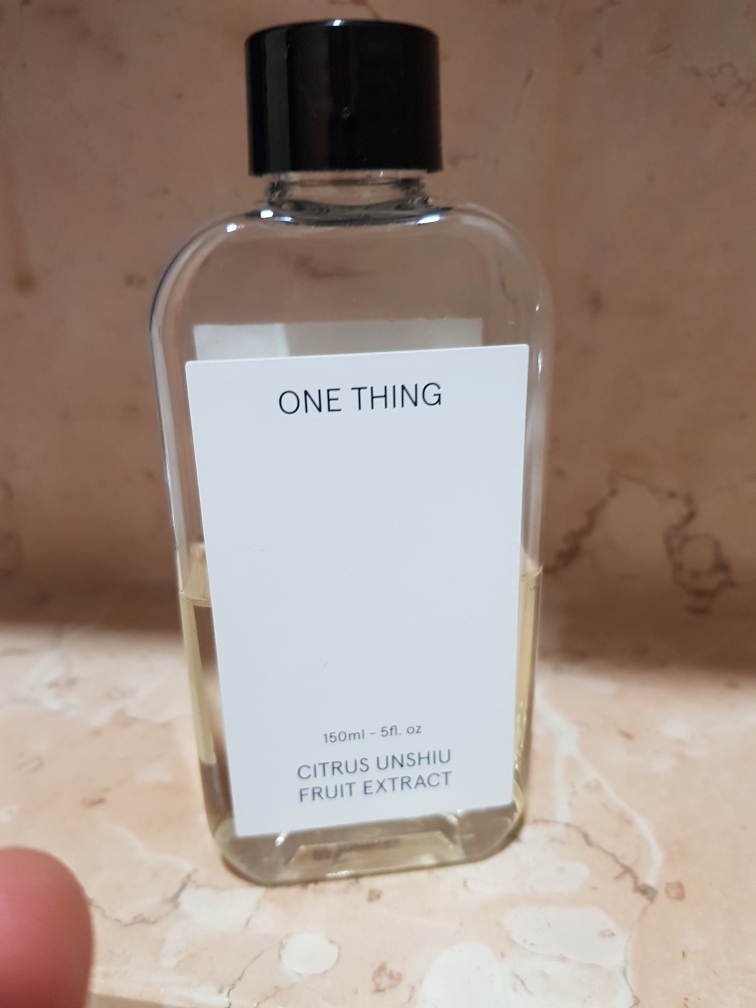 ONE THING
150ml - 5fl. oz
CITRUS UNSHIU
FRUIT EXTRACT